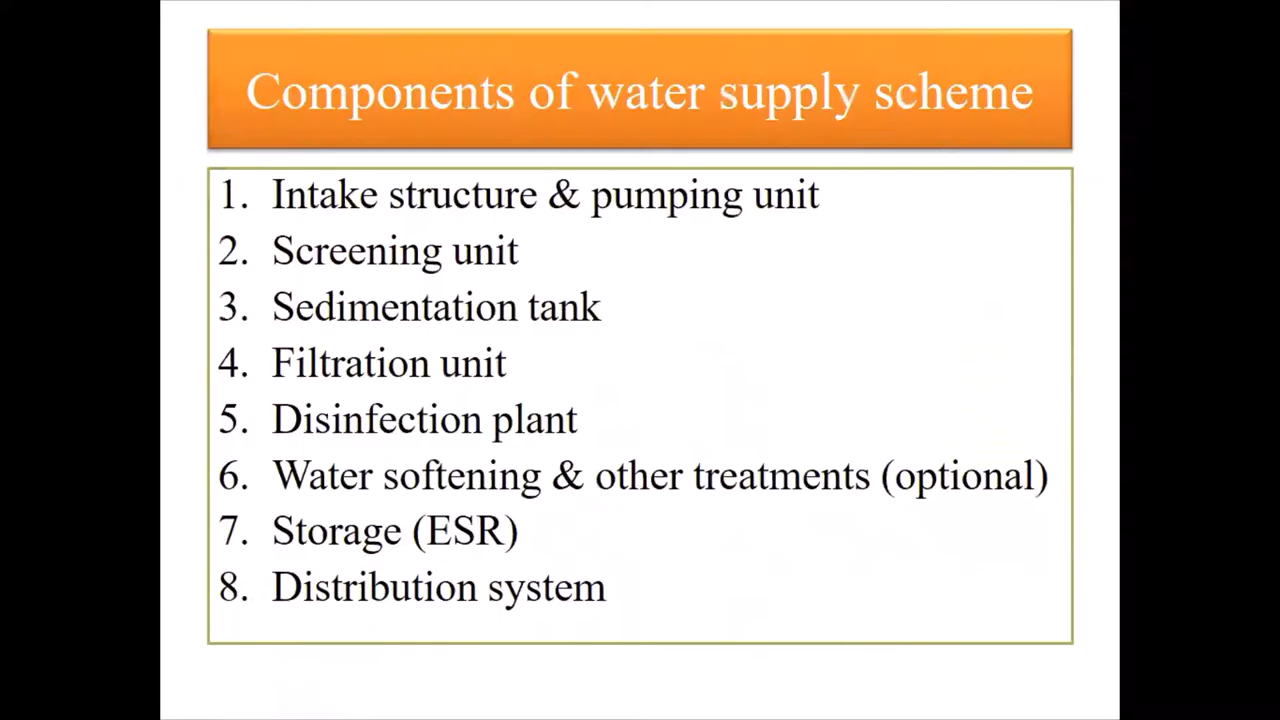 Components of water supply scheme
1. Intake structure & pumping unit
2. Screening unit
3. Sedimentation tank
4. Filtration unit
5. Disinfection plant
6. Water softening & other treatments (optional)
7. Storage (ESR)
8. Distribution system